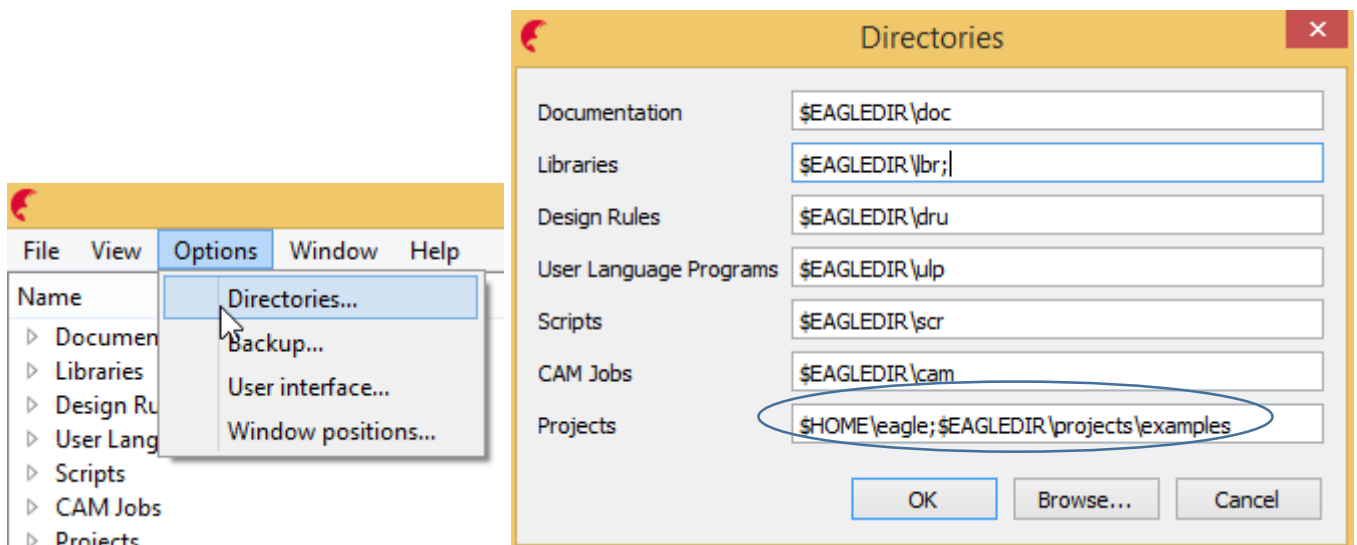 File View Options Window Help
Name
Directories...
Documen
Backup...
Libraries
User interface...
Design Ru
Window positions...
User Lang
Scripts
CAM Jobs
Projects
Directories
Documentation $EAGLEDIR\doc
Libraries $EAGLEDIR\lbr;
Design Rules $EAGLEDIR\dru
User Language Programs $EAGLEDIR\ulp
Scripts $EAGLEDIR\scr
CAM Jobs $EAGLEDIR\cam
Projects $HOME\eagle;$EAGLEDIR\projects\examples
OK Browse... Cancel